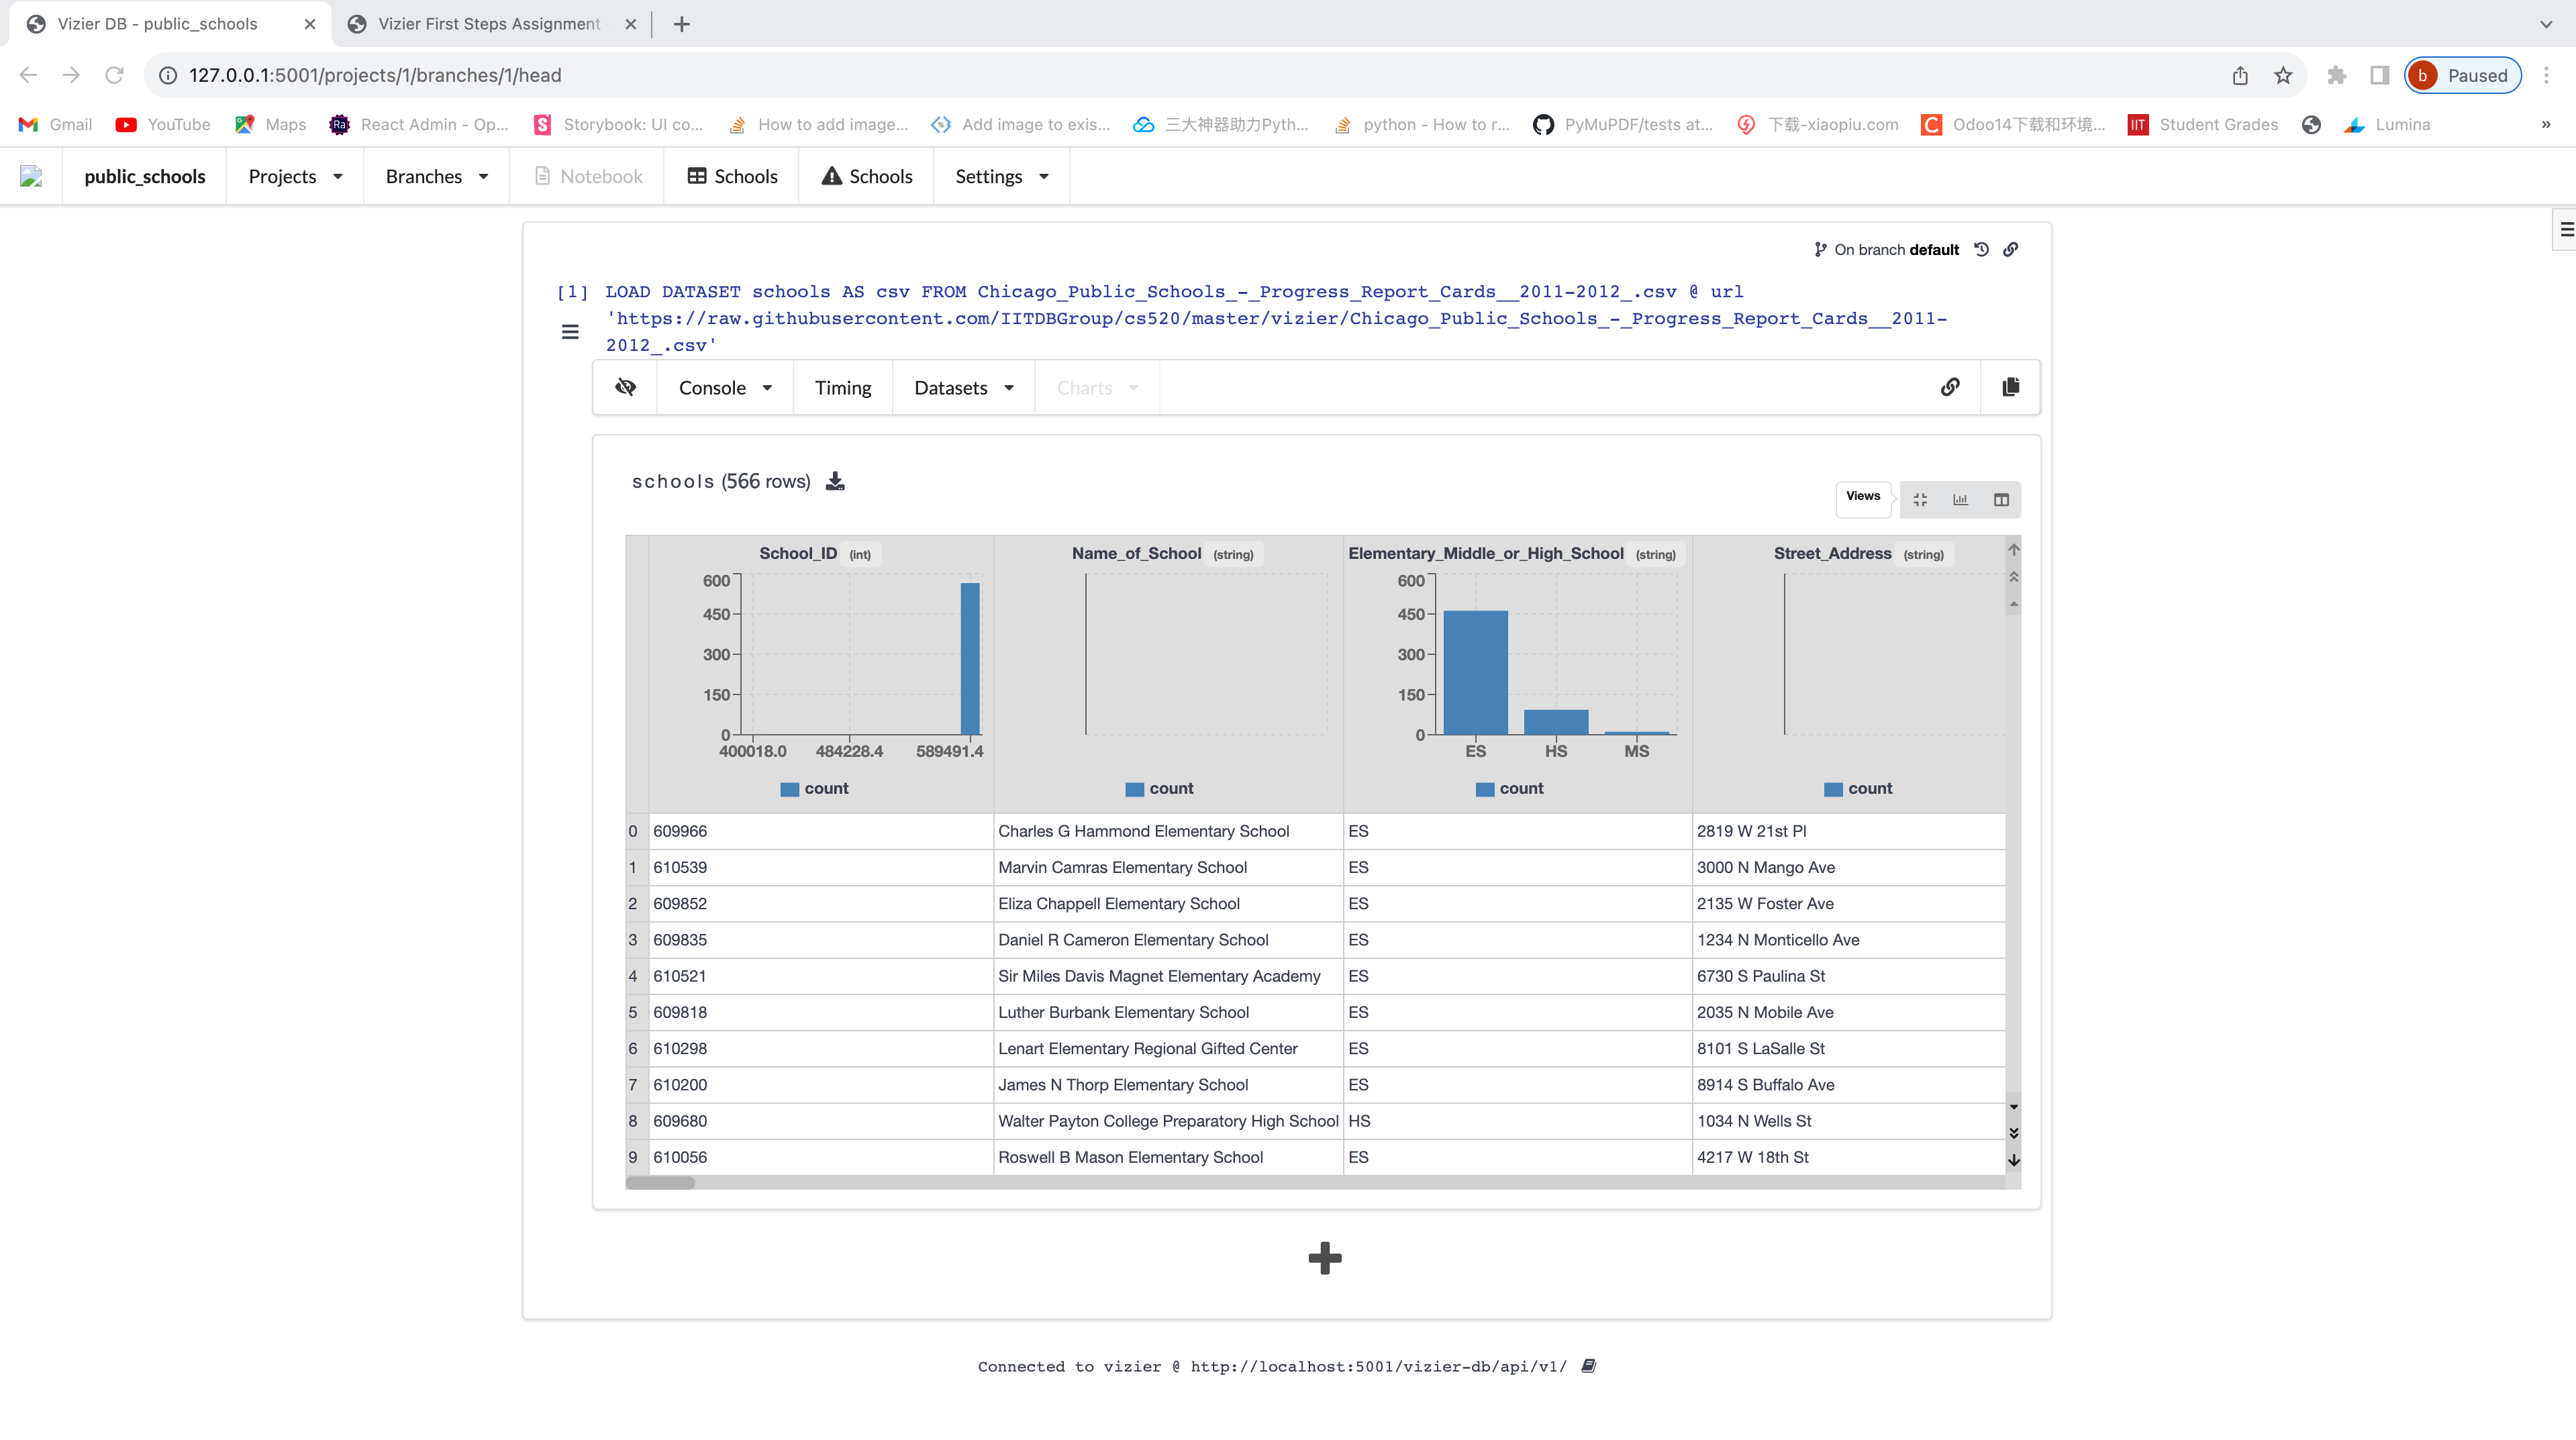 Vizier DB - public_schools
Vizier First Steps Assignment
127.0.0.1:5001/projects/1/branches/1/head
b Paused
Gmail YouTube Maps Ra React Admin - Op... Storybook: UI co... How to add image... Add image to exis... 三大神器助力Pyth... python - How to r... PyMuPDF/tests at... 下载-xiaopiu.com Odoo14下载和环境... IIT Student Grades Lumina »
public_schools Projects Branches Notebook Schools Schools Settings
On branch default
[1] LOAD DATASET schools AS csv FROM Chicago_Public_Schools_-_Progress_Report_Cards__2011-2012_.csv @ url
'https://raw.githubusercontent.com/IITDBGroup/cs520/master/vizier/Chicago_Public_Schools_-_Progress_Report_Cards__2011-
2012_.csv'
Console Timing Datasets Charts
schools (566 rows)
Views
School_ID (int) Name_of_School (string) Elementary_Middle_or_High_School (string) Street_Address (string)
600 600
450 450
300 300
150 150
0 0
400018.0 484228.4 589491.4 ES HS MS
count count count count
0 609966 Charles G Hammond Elementary School ES 2819 W 21st Pl
1 610539 Marvin Camras Elementary School ES 3000 N Mango Ave
2 609852 Eliza Chappell Elementary School ES 2135 W Foster Ave
3 609835 Daniel R Cameron Elementary School ES 1234 N Monticello Ave
4 610521 Sir Miles Davis Magnet Elementary Academy ES 6730 S Paulina St
5 609818 Luther Burbank Elementary School ES 2035 N Mobile Ave
6 610298 Lenart Elementary Regional Gifted Center ES 8101 S LaSalle St
7 610200 James N Thorp Elementary School ES 8914 S Buffalo Ave
8 609680 Walter Payton College Preparatory High School HS 1034 N Wells St
9 610056 Roswell B Mason Elementary School ES 4217 W 18th St
Connected to vizier @ http://localhost:5001/vizier-db/api/v1/